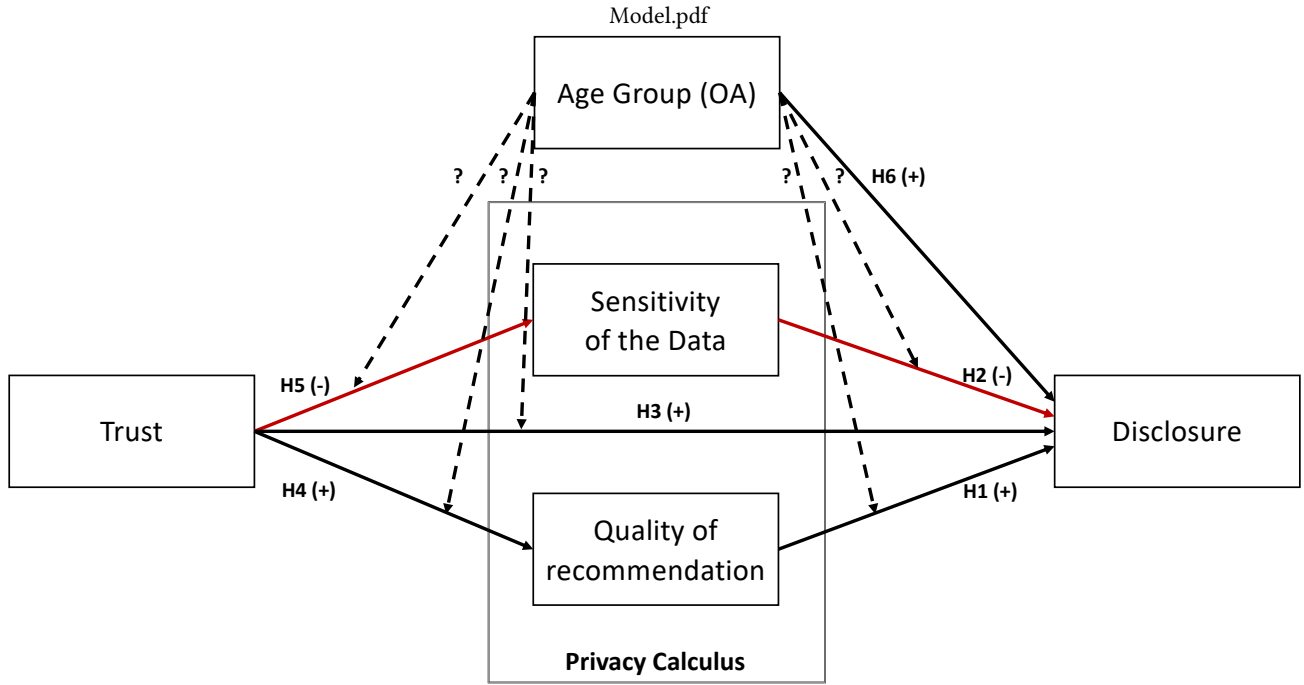 Model.pdf
Age Group (OA)
?
?
?
?
?
H6 (+)
Sensitivity
of the Data
H5 (-)
H2 (-)
Trust
H3 (+)
Disclosure
H4 (+)
H1 (+)
Quality of
recommendation
Privacy Calculus